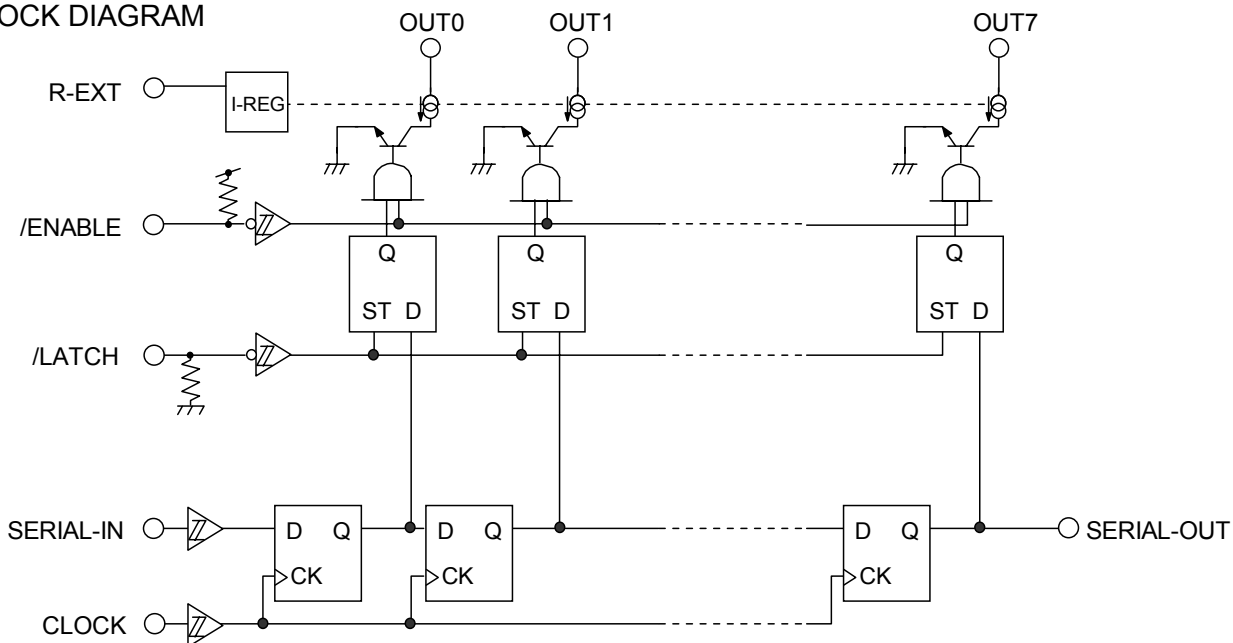 OCK DIAGRAM
OUT0 OUT1 OUT7
R-EXT I-REG
/ENABLE
Q Q Q
ST D ST D ST D
/LATCH
SERIAL-IN D Q D Q D Q SERIAL-OUT
CK CK CK
CLOCK